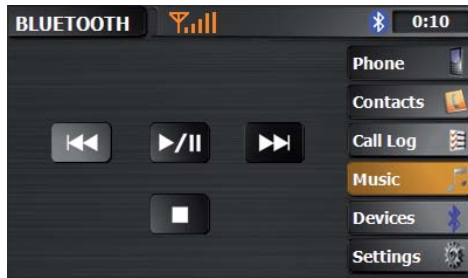 BLUETOOTH 0:10
Phone
Contacts
Call Log
Music
Devices
Settings